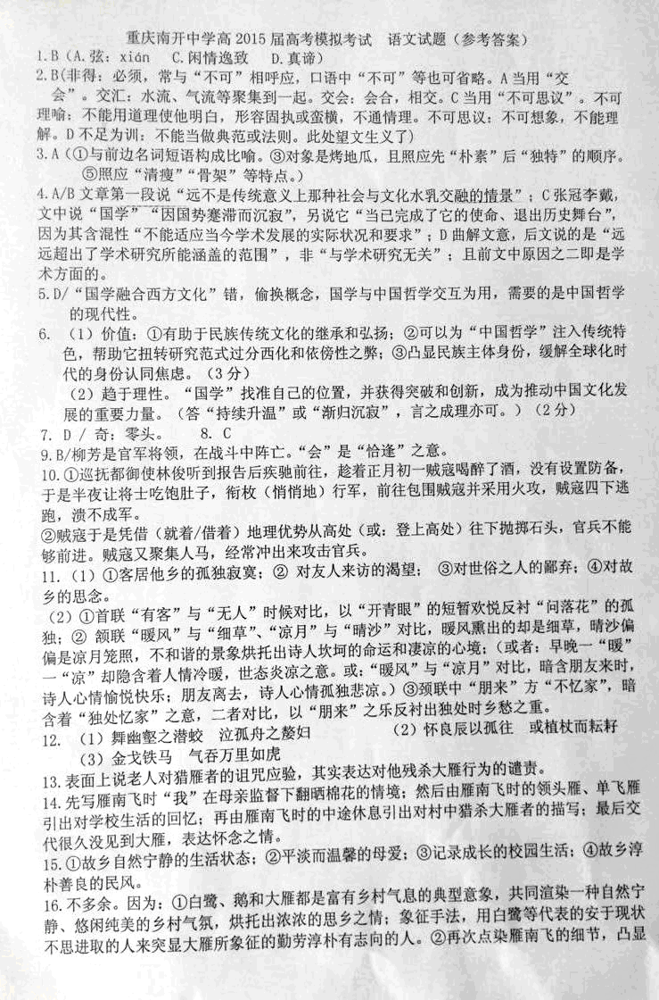 重庆南开中学高 2015 届高考模拟考试　语文试题（参考答案）
1.B（A.弦：xián　C.闲情逸致　D.真谛）
2.B(非得：必须，常与“不可”相呼应，口语中“不可”等也可省略。A 当用“交
会”。交汇：水流、气流等聚集到一起。交会：会合，相交。C 当用“不可思议”。不可
理喻：不能用道理使他明白，形容固执或蛮横，不通情理。不可思议：不可想象，不能理
解。D 不足为训：不能当做典范或法则。此处望文生义了)
3.A（①与前边名词短语构成比喻。③对象是烤地瓜，且照应先“朴素”后“独特”的顺序。
⑤照应“清瘦”“骨架”等特点。）
4.A/B 文章第一段说“远不是传统意义上那种社会与文化水乳交融的情景”；C 张冠李戴，
文中说“国学”“因国势蹇滞而沉寂”，另说它“当已完成了它的使命、退出历史舞台”，
因为其含混性“不能适应当今学术发展的实际状况和要求”；D 曲解文意，后文说的是“远
远超出了学术研究所能涵盖的范围”，非“与学术研究无关”；且前文中原因之二即是学
术方面的。
5.D/“国学融合西方文化”错，偷换概念，国学与中国哲学交互为用，需要的是中国哲学
的现代性。
6.（1）价值：①有助于民族传统文化的继承和弘扬；②可以为“中国哲学”注入传统特
色，帮助它扭转研究范式过分西化和依傍性之弊；③凸显民族主体身份，缓解全球化时
代的身份认同焦虑。（3 分）
（2）趋于理性。“国学”找准自己的位置，并获得突破和创新，成为推动中国文化发
展的重要力量。（答“持续升温”或“渐归沉寂”，言之成理亦可。）（2 分）
7. D / 奇：零头。　8. C
9.B/柳芳是官军将领，在战斗中阵亡。“会”是“恰逢”之意。
10.①巡抚都御使林俊听到报告后疾驰前往，趁着正月初一贼寇喝醉了酒，没有设置防备，
于是半夜让将士吃饱肚子，衔枚（悄悄地）行军，前往包围贼寇并采用火攻，贼寇四下逃
跑，溃不成军。
②贼寇于是凭借（就着/借着）地理优势从高处（或：登上高处）往下抛掷石头，官兵不能
够前进。贼寇又聚集人马，经常冲出来攻击官兵。
11.（1）①客居他乡的孤独寂寞；② 对友人来访的渴望； ③对世俗之人的鄙弃；④对故
乡的思念。
（2）①首联“有客”与“无人”时候对比，以“开青眼”的短暂欢悦反衬“问落花”的孤
独；② 颔联“暖风”与“细草”、“凉月”与“晴沙”对比，暖风熏出的却是细草，晴沙偏
偏是凉月笼照，不和谐的景象烘托出诗人坎坷的命运和凄凉的心境；（或者：早晚一“暖”
一“凉”却隐含着人情冷暖，世态炎凉之意。或：“暖风”与“凉月”对比，暗含朋友来时，
诗人心情愉悦快乐；朋友离去，诗人心情孤独悲凉。）③颈联中“朋来”方“不忆家”，暗
含着“独处忆家”之意，二者对比，以“朋来”之乐反衬出独处时乡愁之重。
12.（1）舞幽壑之潜蛟　泣孤舟之嫠妇　（2）怀良辰以孤往　或植杖而耘耔
（3）金戈铁马　气吞万里如虎
13.表面上说老人对猎雁者的诅咒应验，其实表达对他残杀大雁行为的谴责。
14.先写雁南飞时“我”在母亲监督下翻晒棉花的情境；然后由雁南飞时的领头雁、单飞雁
引出对学校生活的回忆；再由雁南飞时的中途休息引出对村中猎杀大雁者的描写；最后交
代很久没见到大雁，表达怀念之情。
15.①故乡自然宁静的生活状态；②平淡而温馨的母爱；③记录成长的校园生活；④故乡淳
朴善良的民风。
16.不多余。因为：①白鹭、鹅和大雁都是富有乡村气息的典型意象，共同渲染一种自然宁
静、悠闲纯美的乡村气氛，烘托出浓浓的思乡之情；象征手法，用白鹭等代表的安于现状
不思进取的人来突显大雁所象征的勤劳淳朴有志向的人。②再次点染雁南飞的细节，凸显